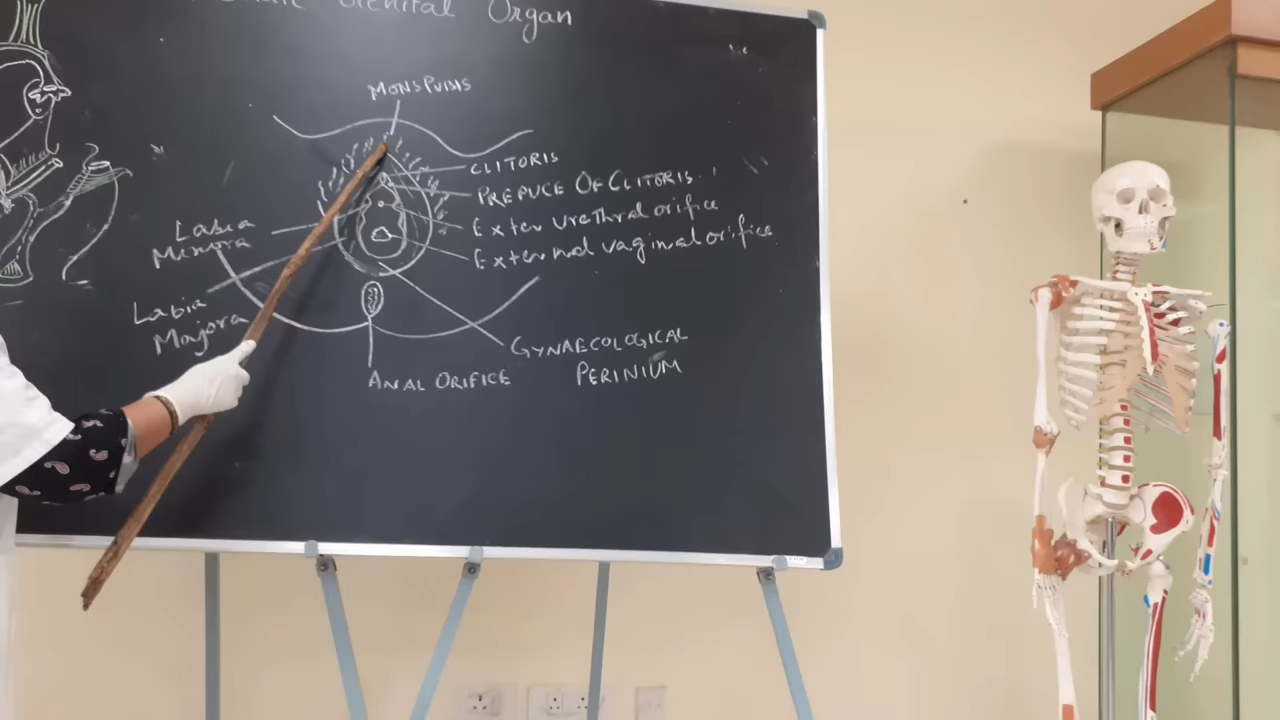 Genital Organ
MONS PUBIS
CLITORIS
PREPUCE OF CLITORIS
Exter Urethral orifice
External vaginal orifice
Labia
Minora
Labia
Majora
GYNAECOLOGICAL
PERINIUM
ANAL ORIFICE